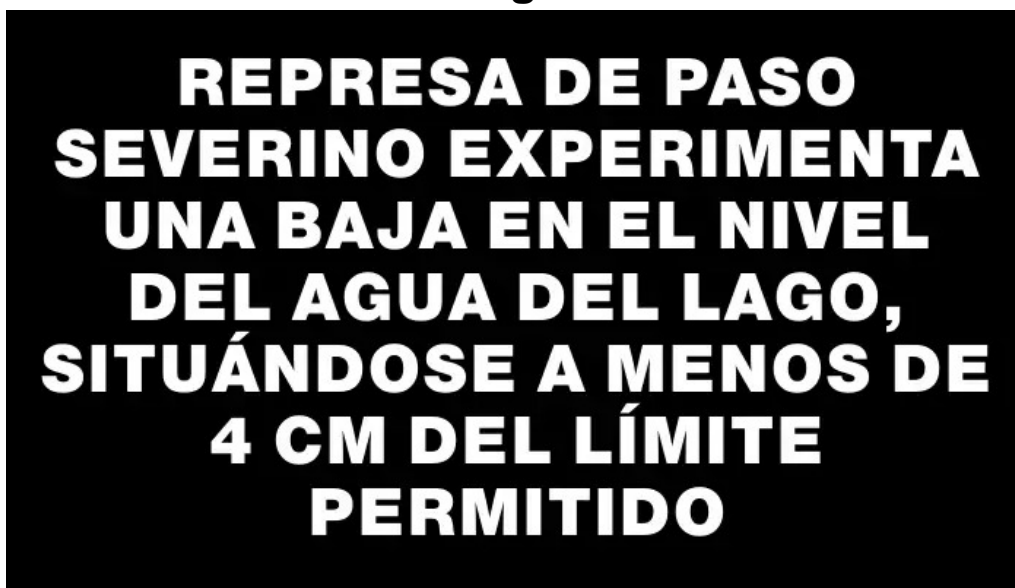 REPRESA DE PASO
SEVERINO EXPERIMENTA
UNA BAJA EN EL NIVEL
DEL AGUA DEL LAGO,
SITUÁNDOSE A MENOS DE
4 CM DEL LÍMITE
PERMITIDO